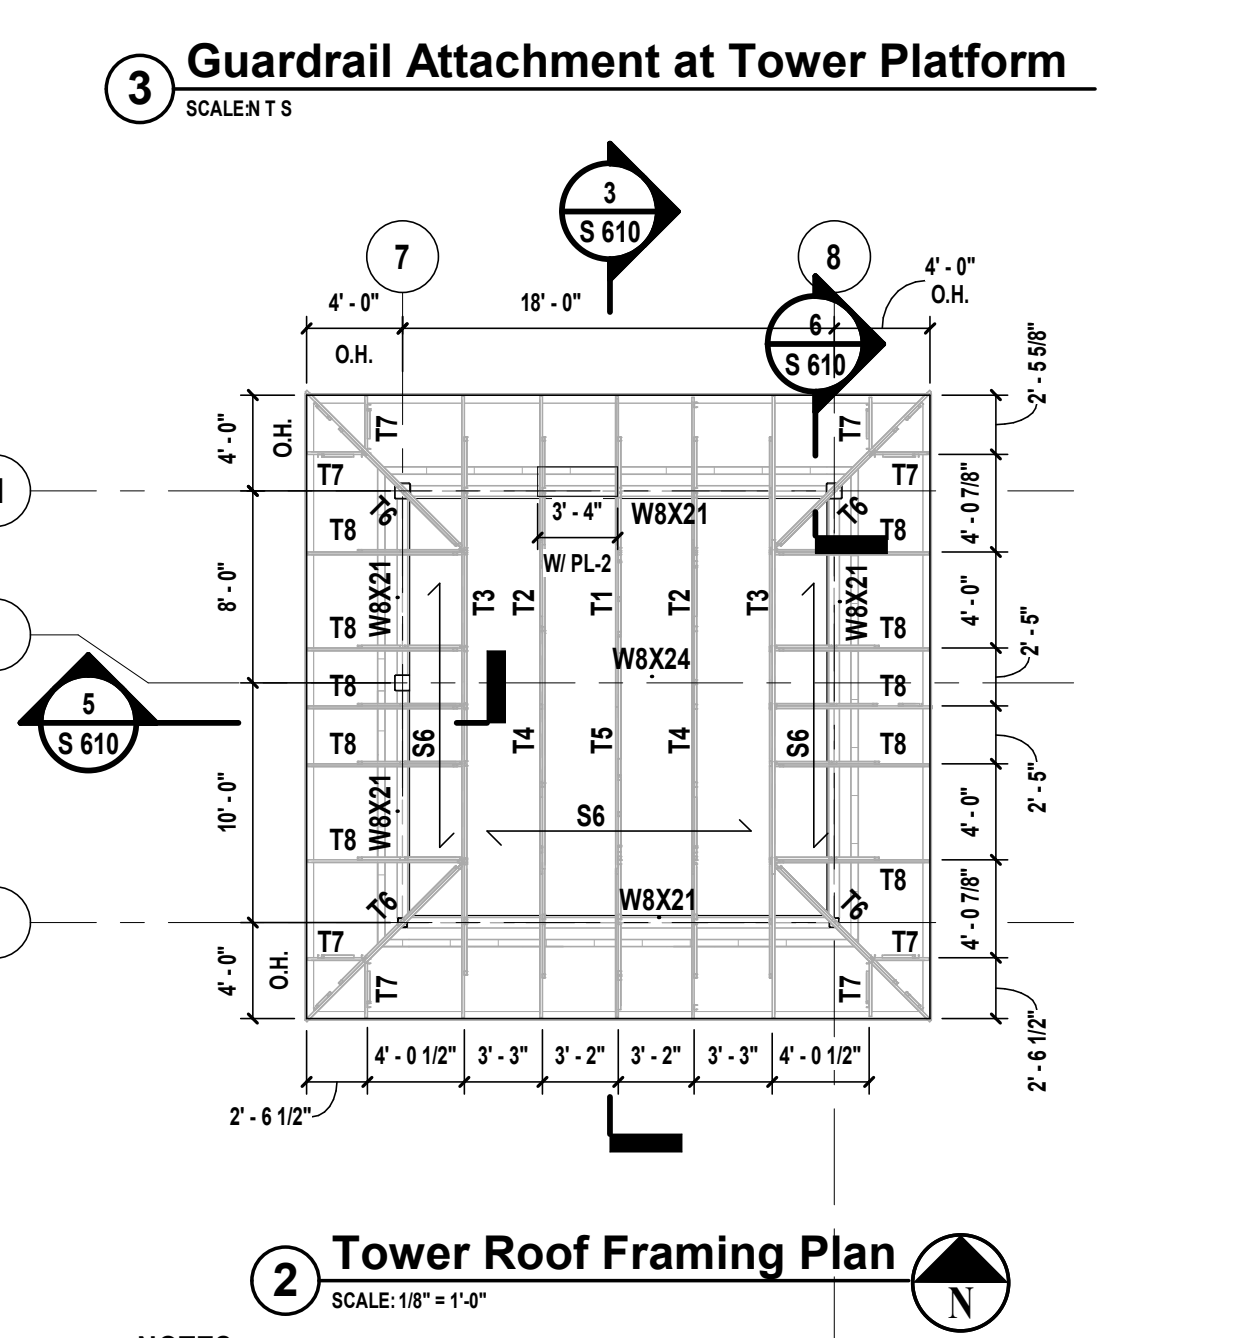 3
Guardrail Attachment at Tower Platform
SCALE:N T S
3
S 610
7
8
4' - 0"
O.H.
4' - 0"
18' - 0"
6
S 610
O.H.
2' - 5 5/8"
4' - 0"
O.H.
T7
T7
T7
T7
4' - 0 7/8"
T6
3' - 4"
W8X21
T6
T8
T8
W/ PL-2
8' - 0"
W8X21
T3
T2
T1
T2
T3
W8X21
4' - 0"
T8
T8
2' - 5"
W8X24
T8
T8
5
S 610
T8
S6
T4
T5
T4
S6
T8
2' - 5"
10' - 0"
W8X21
S6
4' - 0"
T8
T8
T6
W8X21
T6
4' - 0 7/8"
T7
T7
4' - 0"
O.H.
T7
T7
2' - 6 1/2"
4' - 0 1/2"
3' - 3"
3' - 2"
3' - 2"
3' - 3"
4' - 0 1/2"
2' - 6 1/2"
2
Tower Roof Framing Plan
SCALE: 1/8" = 1'-0"
N